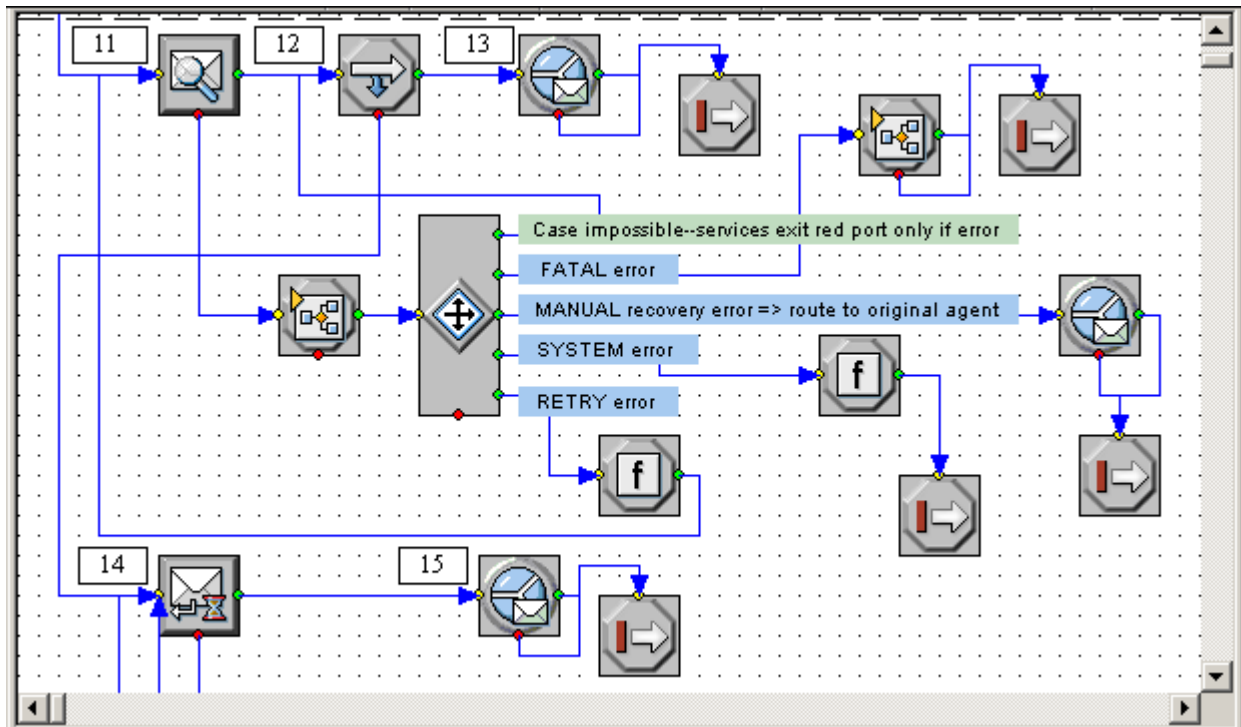 11
12
13
Case impossible--services exit red port only if error
FATAL error
MANUAL recovery error => route to original agent
SYSTEM error
f
RETRY error
f
14
15